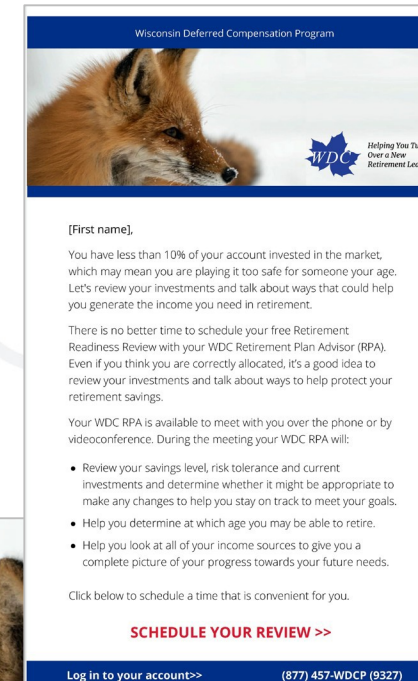 Wisconsin Deferred Compensation Program
WDC
Helping You Tu
Over a New
Retirement Lea
[First name],
You have less than 10% of your account invested in the market,
which may mean you are playing it too safe for someone your age.
Let's review your investments and talk about ways that could help
you generate the income you need in retirement.
There is no better time to schedule your free Retirement
Readiness Review with your WDC Retirement Plan Advisor (RPA).
Even if you think you are correctly allocated, it's a good idea to
review your investments and talk about ways to help protect your
retirement savings.
Your WDC RPA is available to meet with you over the phone or by
videoconference. During the meeting your WDC RPA will:
• Review your savings level, risk tolerance and current
investments and determine whether it might be appropriate to
make any changes to help you stay on track to meet your goals.
• Help you determine at which age you may be able to retire.
• Help you look at all of your income sources to give you a
complete picture of your progress towards your future needs.
Click below to schedule a time that is convenient for you.
SCHEDULE YOUR REVIEW >>
Log in to your account>> (877) 457-WDCP (9327)